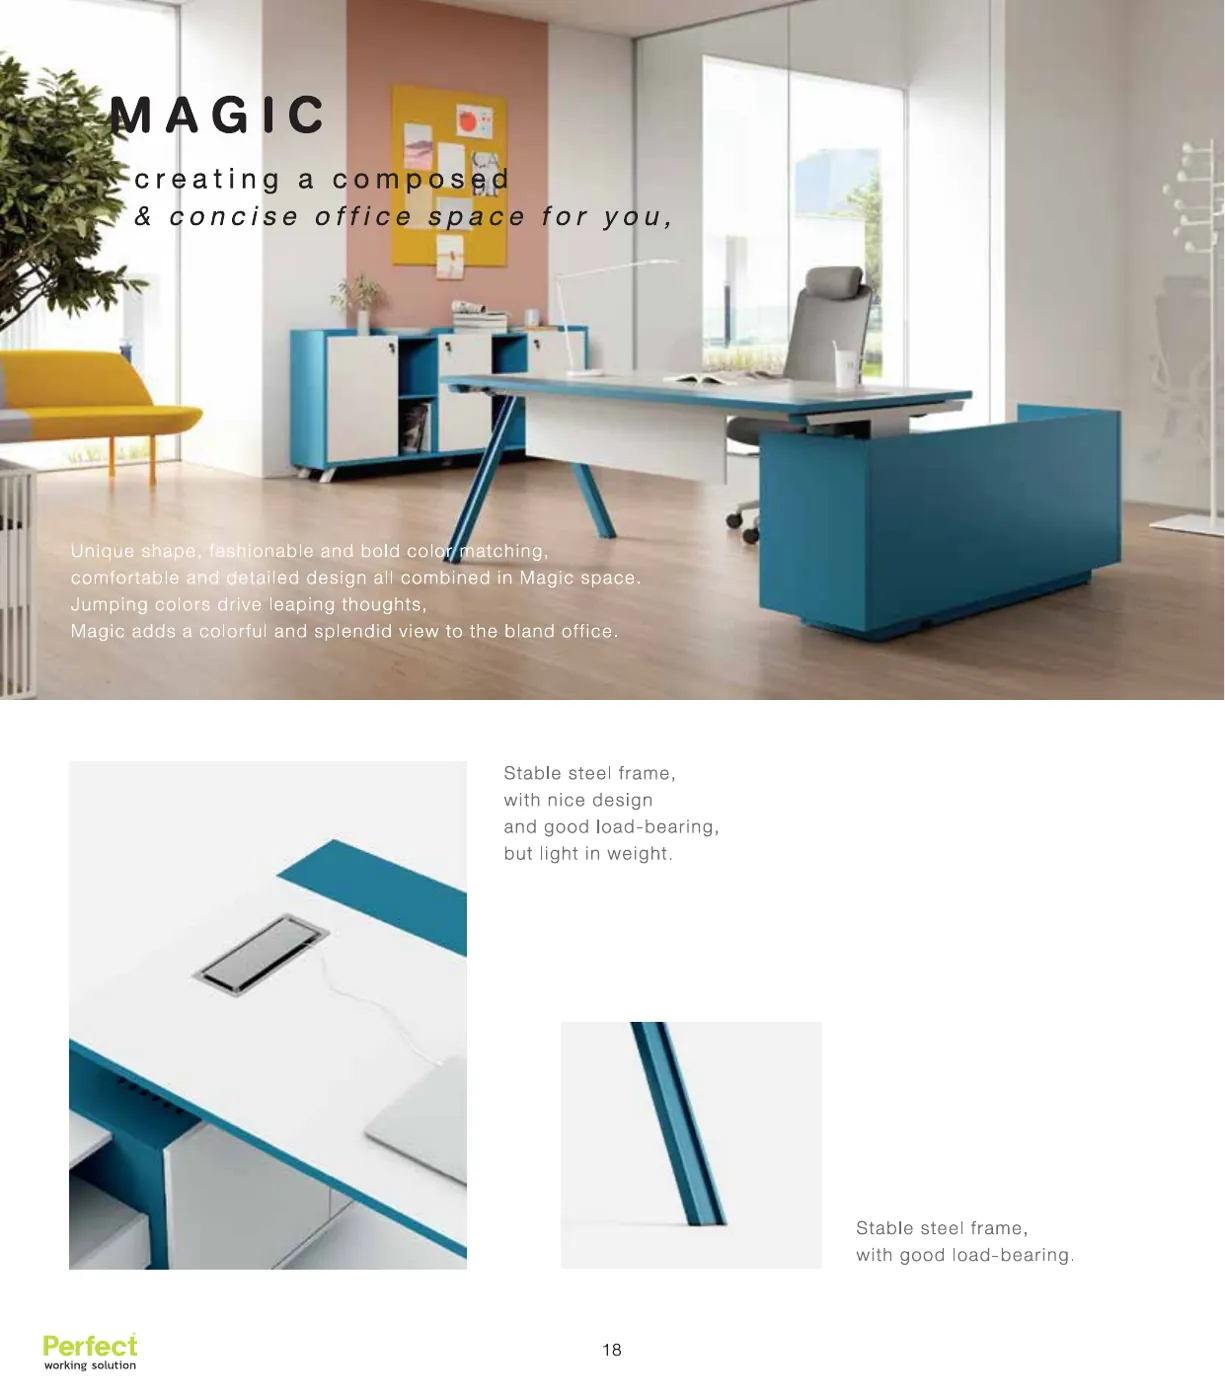 MAGIC
creating a composed
& concise office space for you,
Unique shape, fashionable and bold color matching,
comfortable and detailed design all combined in Magic space.
Jumping colors drive leaping thoughts,
Magic adds a colorful and splendid view to the bland office.
Stable steel frame,
with nice design
and good load-bearing,
but light in weight.
Stable steel frame,
with good load-bearing.
Perfect
working solution
18